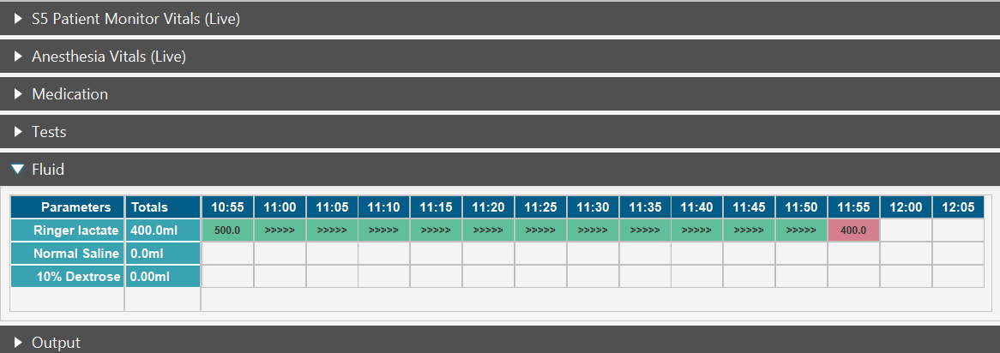 S5 Patient Monitor Vitals (Live)
Anesthesia Vitals (Live)
Medication
Tests
Fluid
Parameters Totals 10:55 11:00 11:05 11:10 11:15 11:20 11:25 11:30 11:35 11:40 11:45 11:50 11:55 12:00 12:05
Ringer lactate 400.0ml 500.0 >>>>> >>>>> >>>>> >>>>> >>>>> >>>>> >>>>> >>>>> >>>>> >>>>> >>>>> 400.0
Normal Saline 0.0ml
10% Dextrose 0.00ml
Output